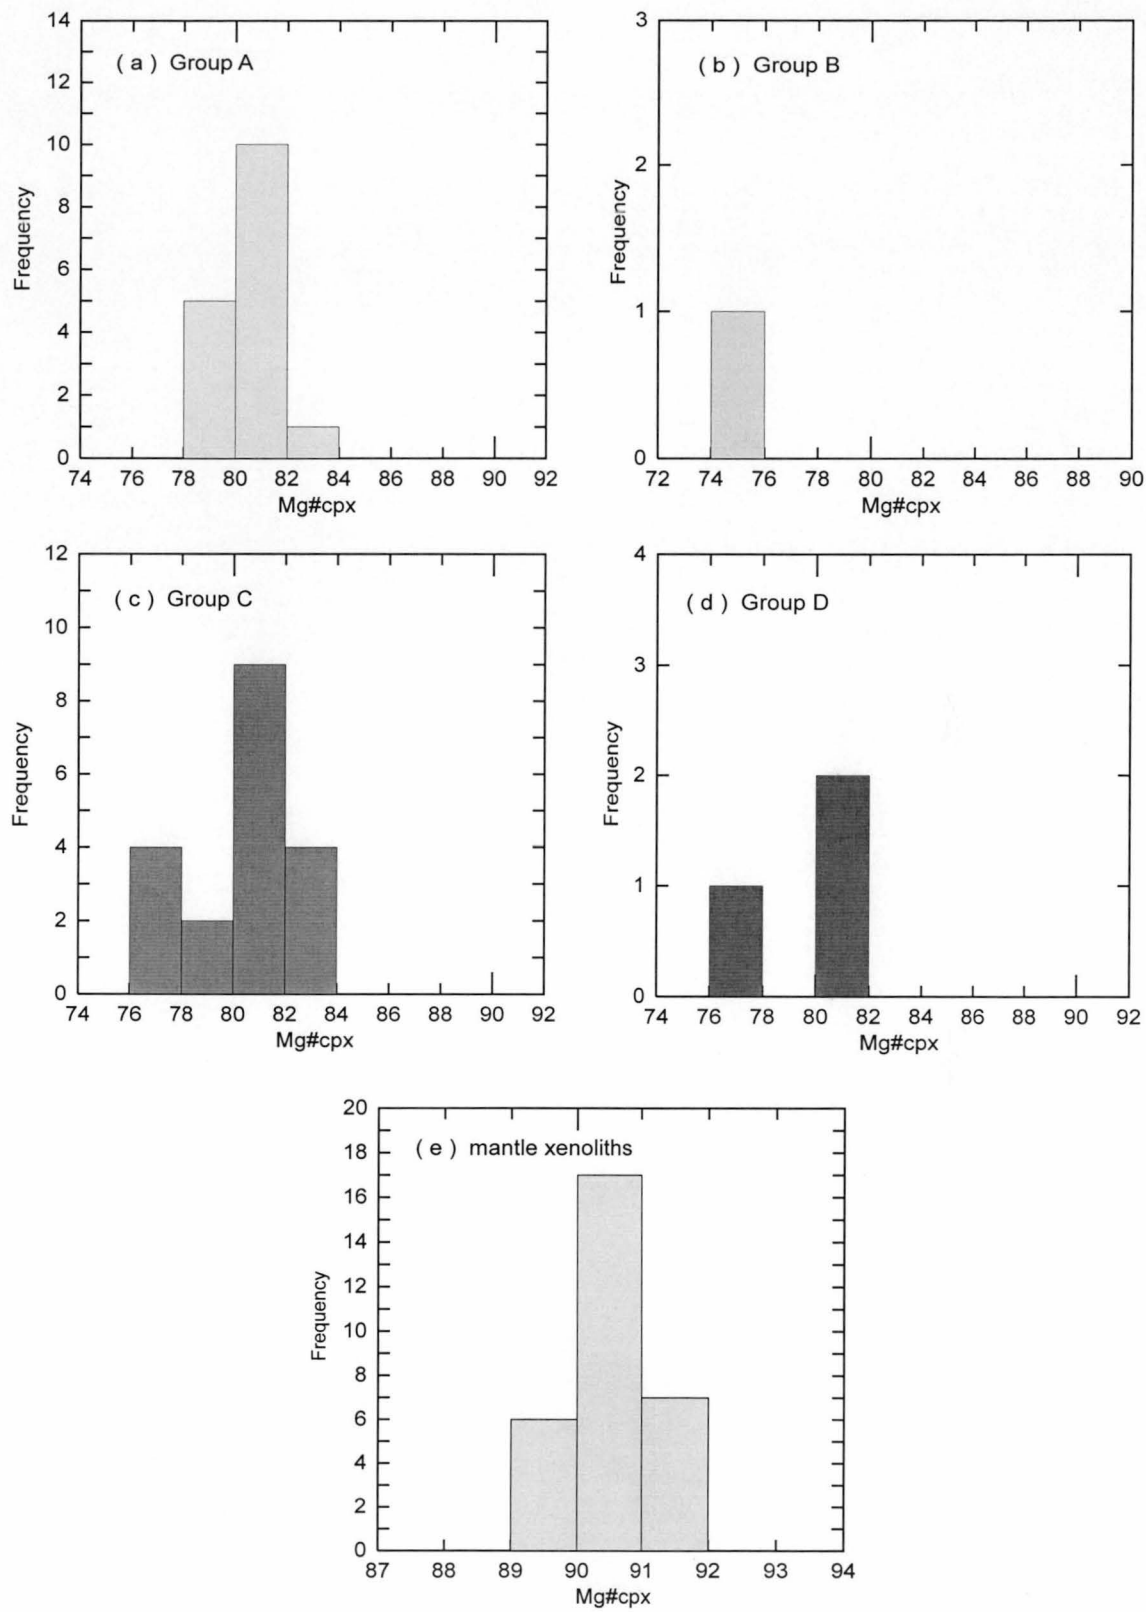 ( a ) Group A
14
12
10
8
6
4
2
0
Frequency
74 76 78 80 82 84 86 88 90 92
Mg#cpx
( b ) Group B
3
2
1
0
Frequency
72 74 76 78 80 82 84 86 88 90
Mg#cpx
( c ) Group C
12
10
8
6
4
2
0
Frequency
74 76 78 80 82 84 86 88 90 92
Mg#cpx
( d ) Group D
4
3
2
1
0
Frequency
74 76 78 80 82 84 86 88 90 92
Mg#cpx
( e ) mantle xenoliths
20
18
16
14
12
10
8
6
4
2
0
Frequency
87 88 89 90 91 92 93 94
Mg#cpx